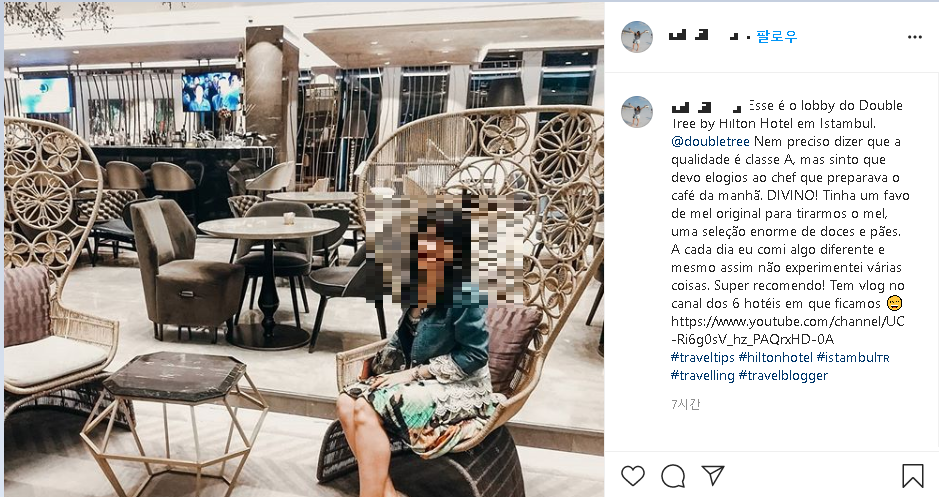 • 팔로우
Esse é o lobby do Double
Tree by Hilton Hotel em Istambul.
@doubletree Nem preciso dizer que a
qualidade é classe A, mas sinto que
devo elogios ao chef que preparava o
café da manhã. DIVINO! Tinha um favo
de mel original para tirarmos o mel,
uma seleção enorme de doces e pães.
A cada dia eu comi algo diferente e
mesmo assim não experimentei várias
coisas. Super recomendo! Tem vlog no
canal dos 6 hotéis em que ficamos 😉
https://www.youtube.com/channel/UC
-Ri6g0sV_hz_PAQrxHD-0A
#traveltips #hiltonhotel #istambulTR
#travelling #travelblogger
7시간